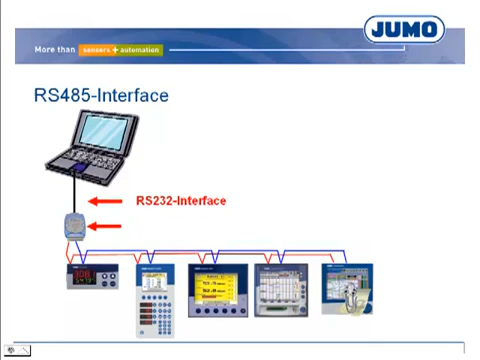 JUMO
More than sensors + automation
RS485-Interface
RS232-Interface